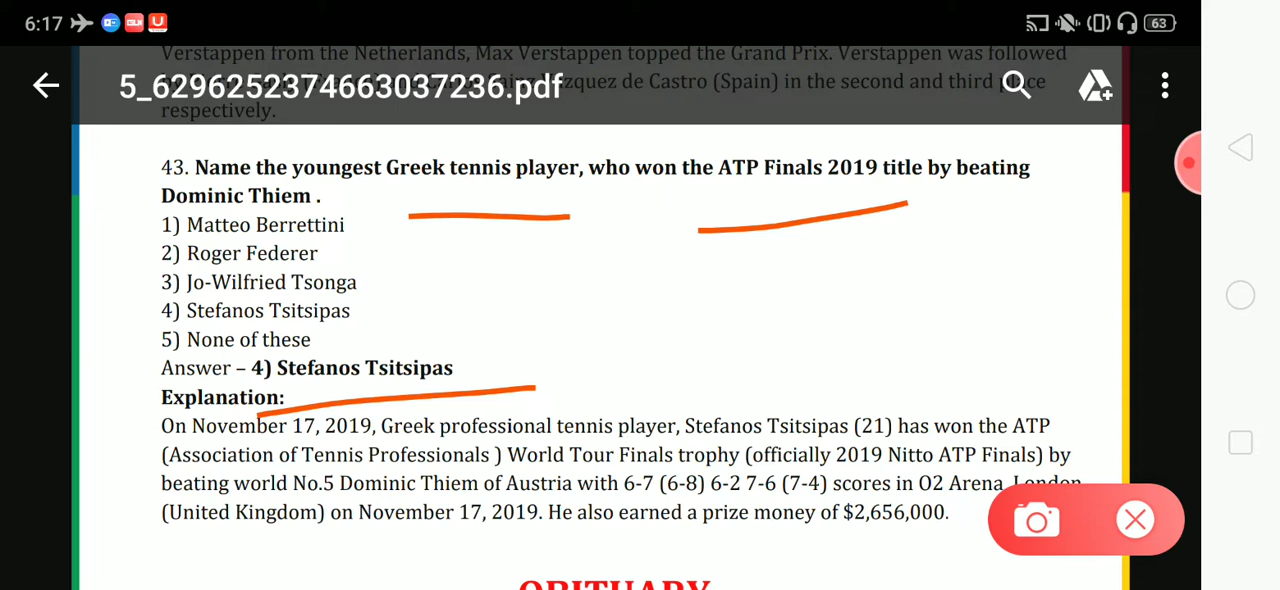 6:17
63
Verstappen from the Netherlands, Max Verstappen topped the Grand Prix. Verstappen was followed
5_6296252374663037236.pdf
zquez de Castro (Spain) in the second and third place
respectively.
43. Name the youngest Greek tennis player, who won the ATP Finals 2019 title by beating
Dominic Thiem .
1) Matteo Berrettini
2) Roger Federer
3) Jo-Wilfried Tsonga
4) Stefanos Tsitsipas
5) None of these
Answer – 4) Stefanos Tsitsipas
Explanation:
On November 17, 2019, Greek professional tennis player, Stefanos Tsitsipas (21) has won the ATP
(Association of Tennis Professionals ) World Tour Finals trophy (officially 2019 Nitto ATP Finals) by
beating world No.5 Dominic Thiem of Austria with 6-7 (6-8) 6-2 7-6 (7-4) scores in O2 Arena, London
(United Kingdom) on November 17, 2019. He also earned a prize money of $2,656,000.
OBITUARY